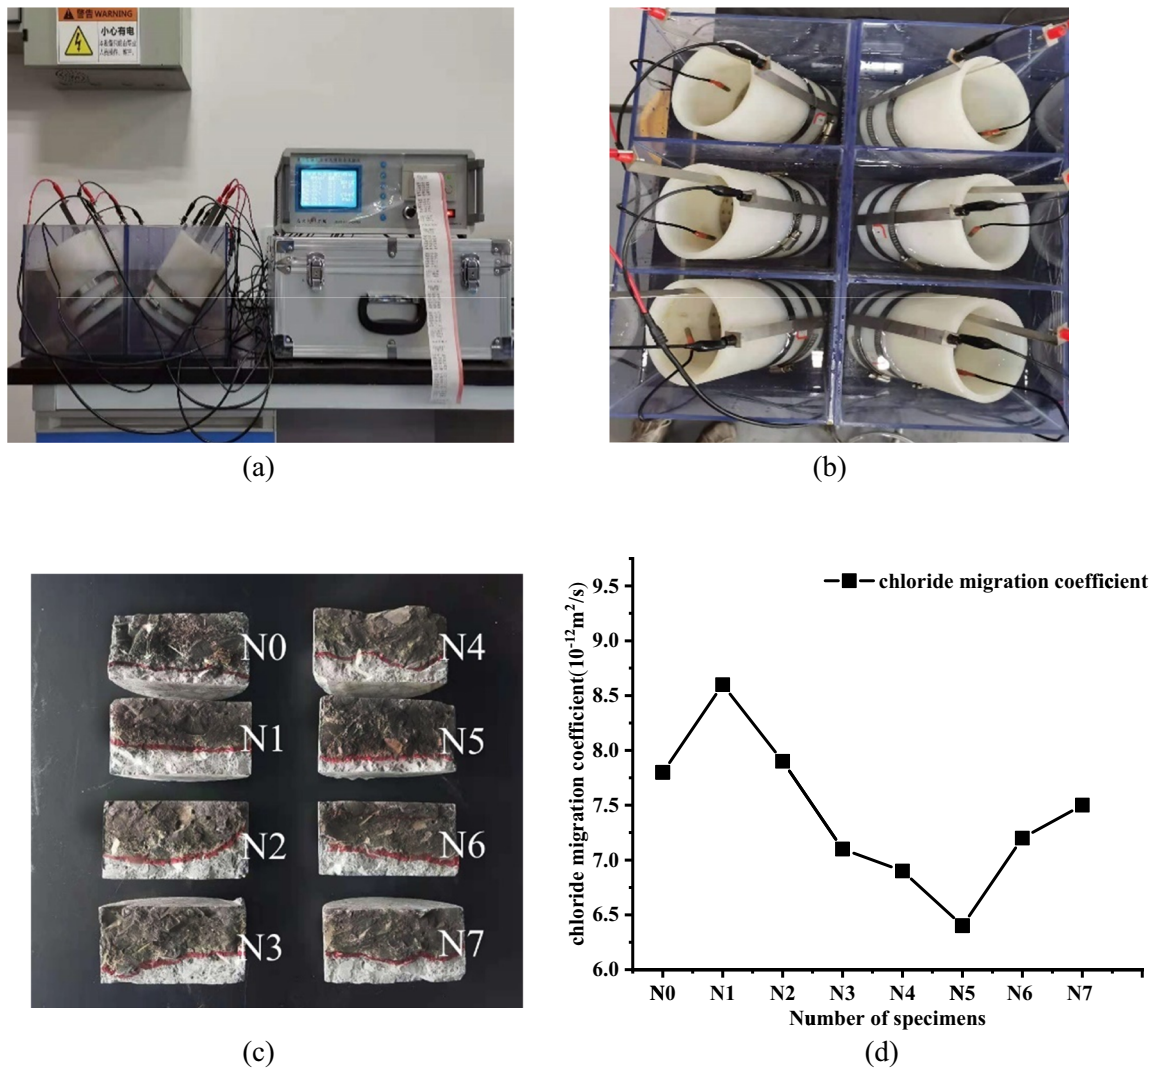 警告 WARNING
小心有电
(a)
(b)
N0
N4
N1
N5
N2
N6
N3
N7
(c)
chloride migration coefficient
chloride migration coefficient(10⁻¹²m²/s)
9.5
9.0
8.5
8.0
7.5
7.0
6.5
6.0
N0 N1 N2 N3 N4 N5 N6 N7
Number of specimens
(d)